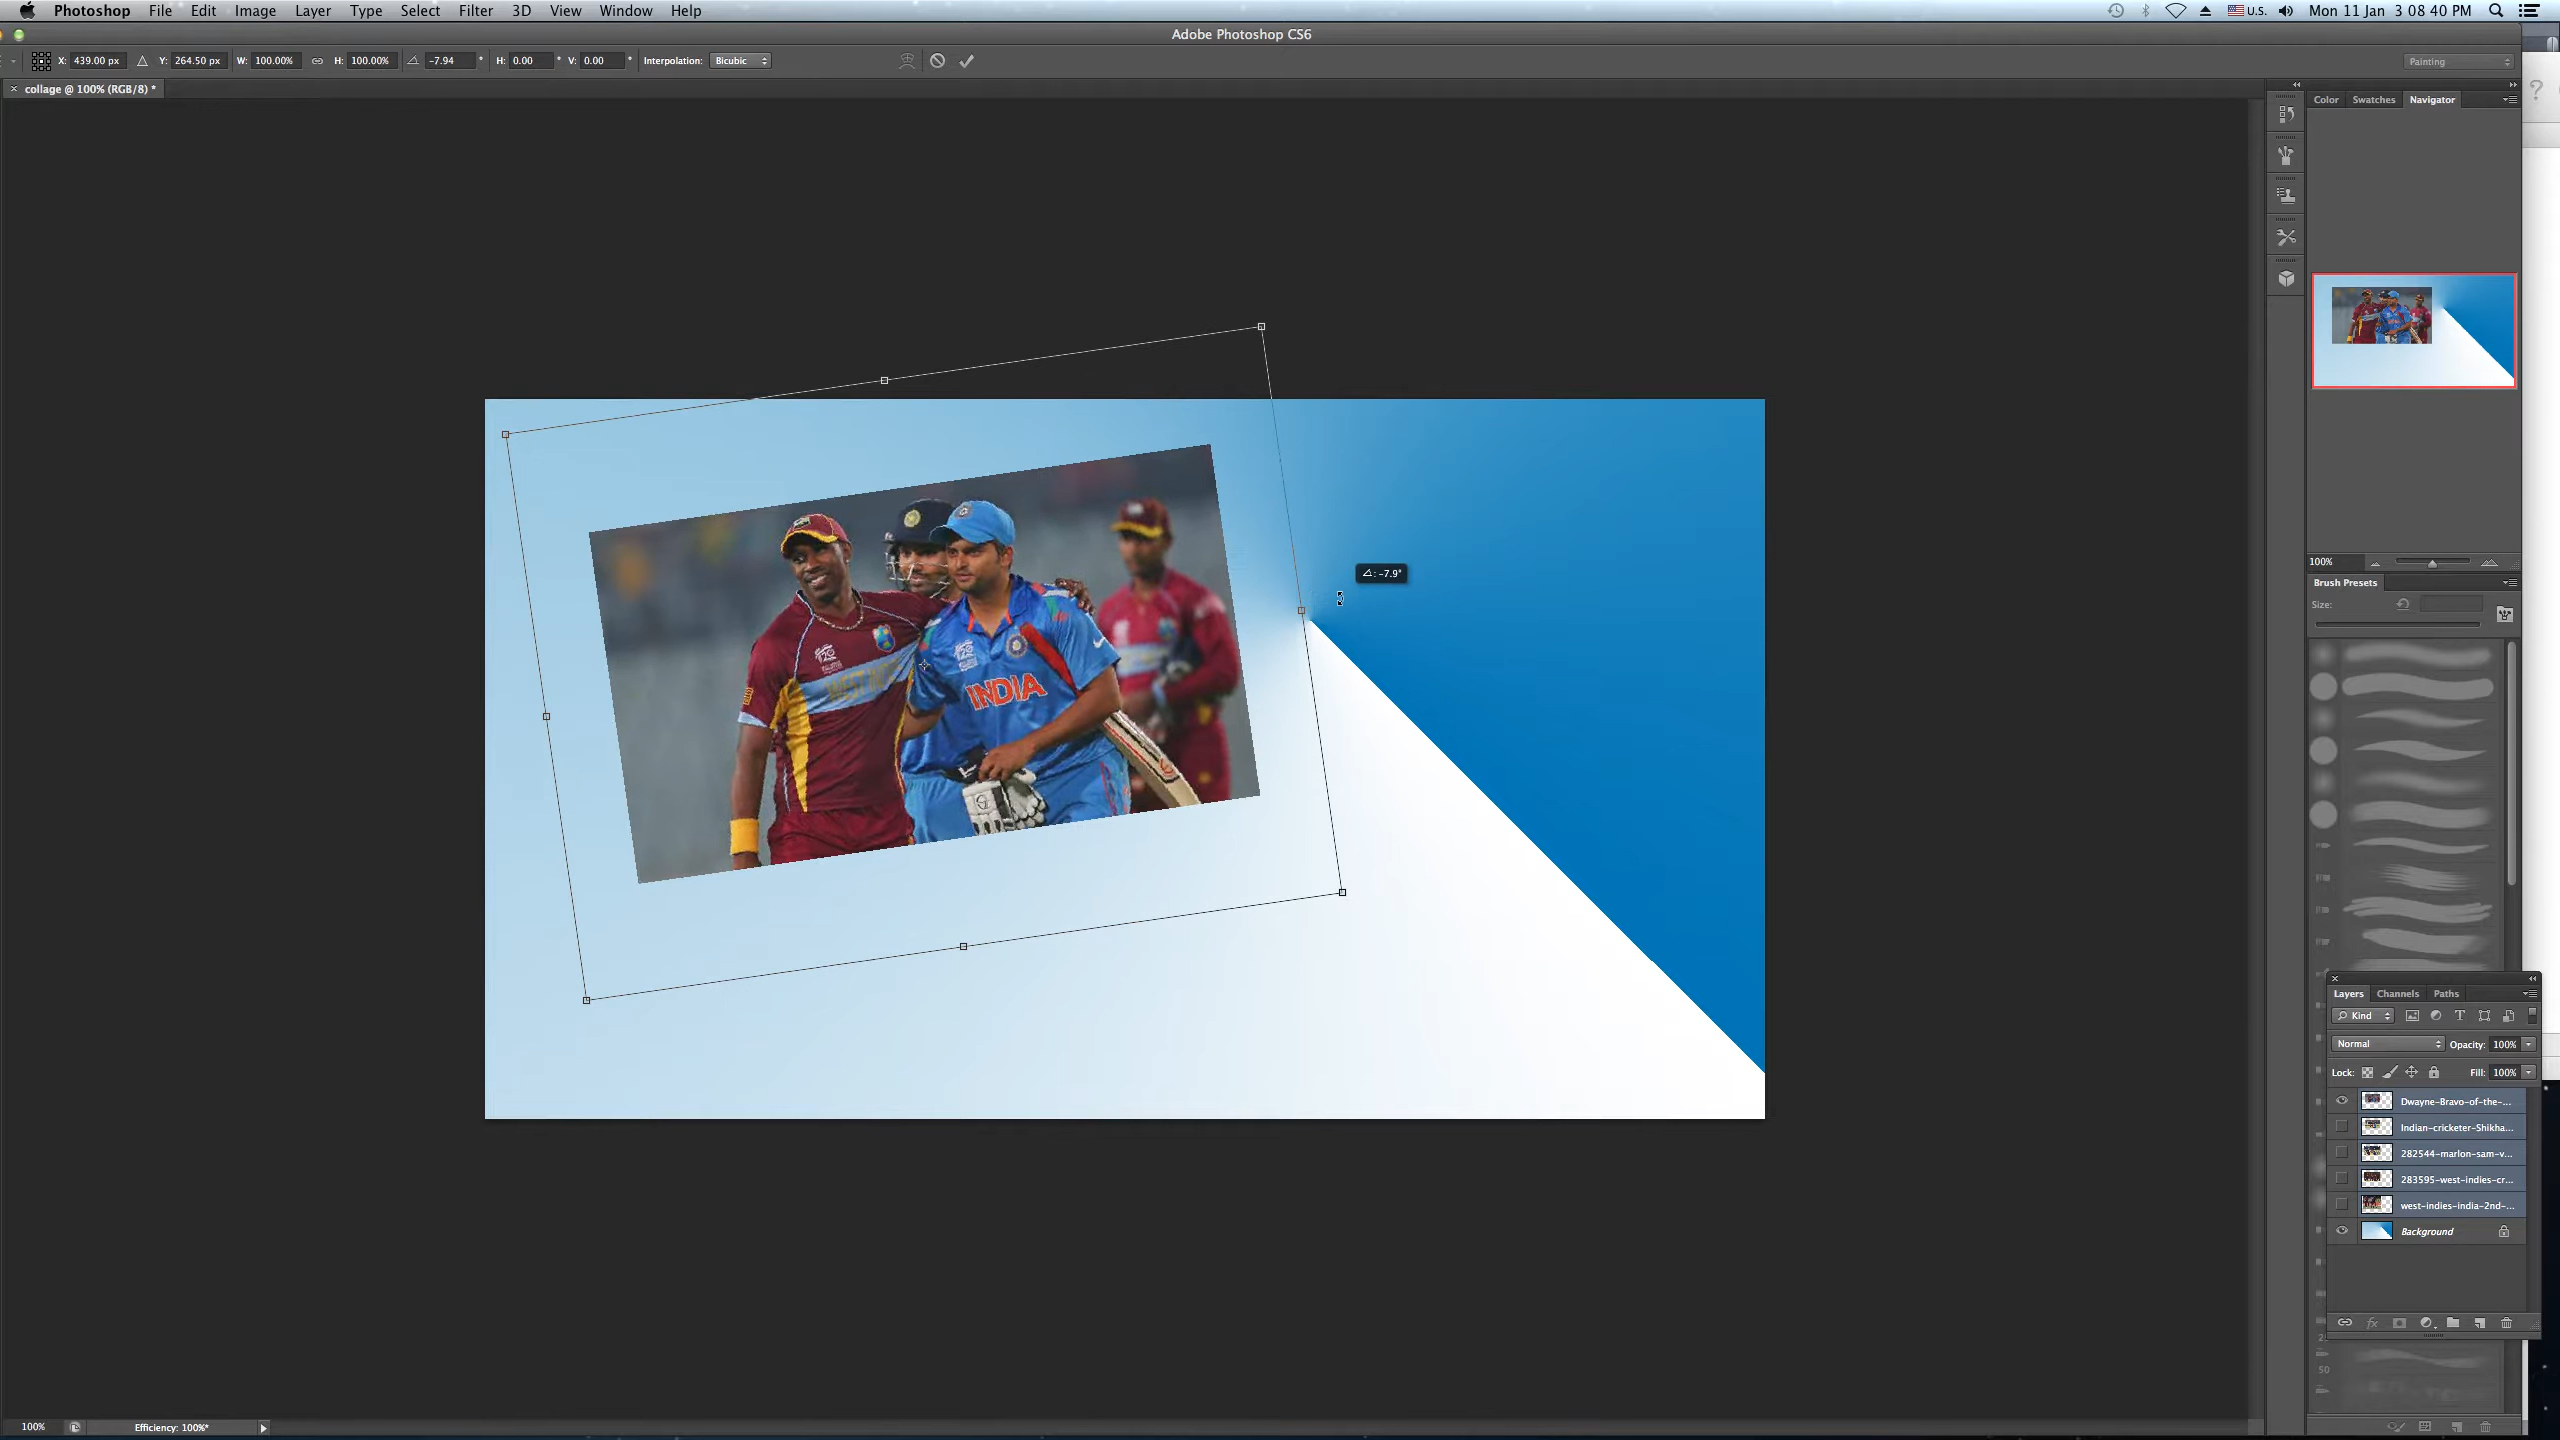 Photoshop File Edit Image Layer Type Select Filter 3D View Window Help U.S. Mon 11 Jan 3 08 40 PM
Adobe Photoshop CS6
X: 439.00 px Y: 264.50 px W: 100.00% H: 100.00% -7.94 ° H: 0.00 ° V: 0.00 ° Interpolation: Bicubic Painting
× collage @ 100% (RGB/8) *
Color Swatches Navigator
?
100%
Brush Presets
Size:
: -7.9°
T20
INDIA
Layers Channels Paths
Kind
Normal Opacity: 100%
Lock: Fill: 100%
Dwayne-Bravo-of-the-...
Indian-cricketer-Shikha...
282544-marlon-sam-v...
283595-west-indies-cr...
west-indies-india-2nd-...
Background
fx
50
100% Efficiency: 100%*